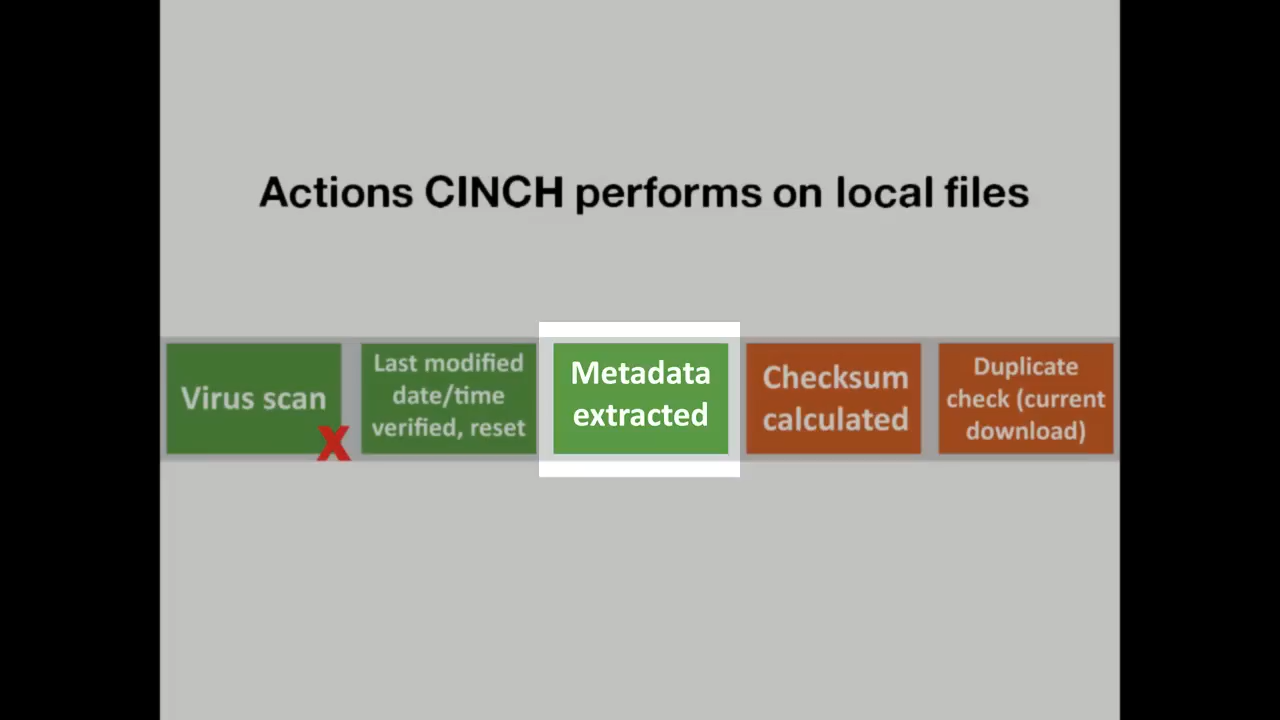 Actions CINCH performs on local files
Virus scan
X
Last modified
date/time
verified, reset
Metadata
extracted
Checksum
calculated
Duplicate
check (current
download)